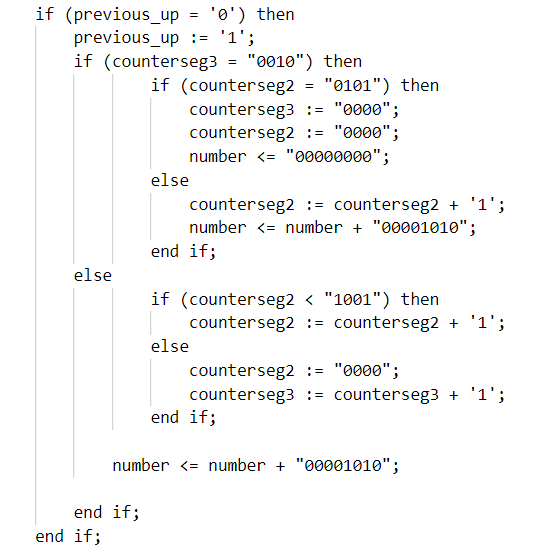 if (previous_up = '0') then
previous_up := '1';
if (counterseg3 = "0010") then
if (counterseg2 = "0101") then
counterseg3 := "0000";
counterseg2 := "0000";
number <= "00000000";
else
counterseg2 := counterseg2 + '1';
number <= number + "00001010";
end if;
else
if (counterseg2 < "1001") then
counterseg2 := counterseg2 + '1';
else
counterseg2 := "0000";
counterseg3 := counterseg3 + '1';
end if;
number <= number + "00001010";
end if;
end if;